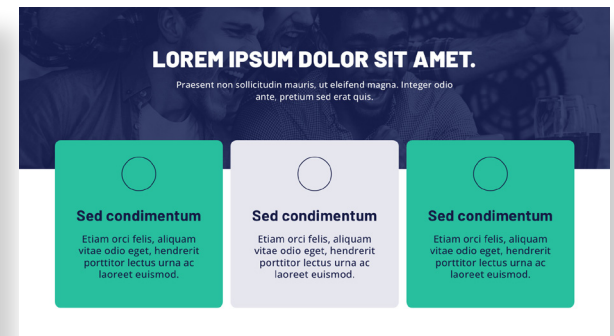 LOREM IPSUM DOLOR SIT AMET.
Praesent non sollicitudin mauris, ut eleifend magna. Integer odio
ante, pretium sed erat quis.
Sed condimentum
Etiam orci felis, aliquam
vitae odio eget, hendrerit
porttitor lectus urna ac
laoreet euismod.
Sed condimentum
Etiam orci felis, aliquam
vitae odio eget, hendrerit
porttitor lectus urna ac
laoreet euismod.
Sed condimentum
Etiam orci felis, aliquam
vitae odio eget, hendrerit
porttitor lectus urna ac
laoreet euismod.